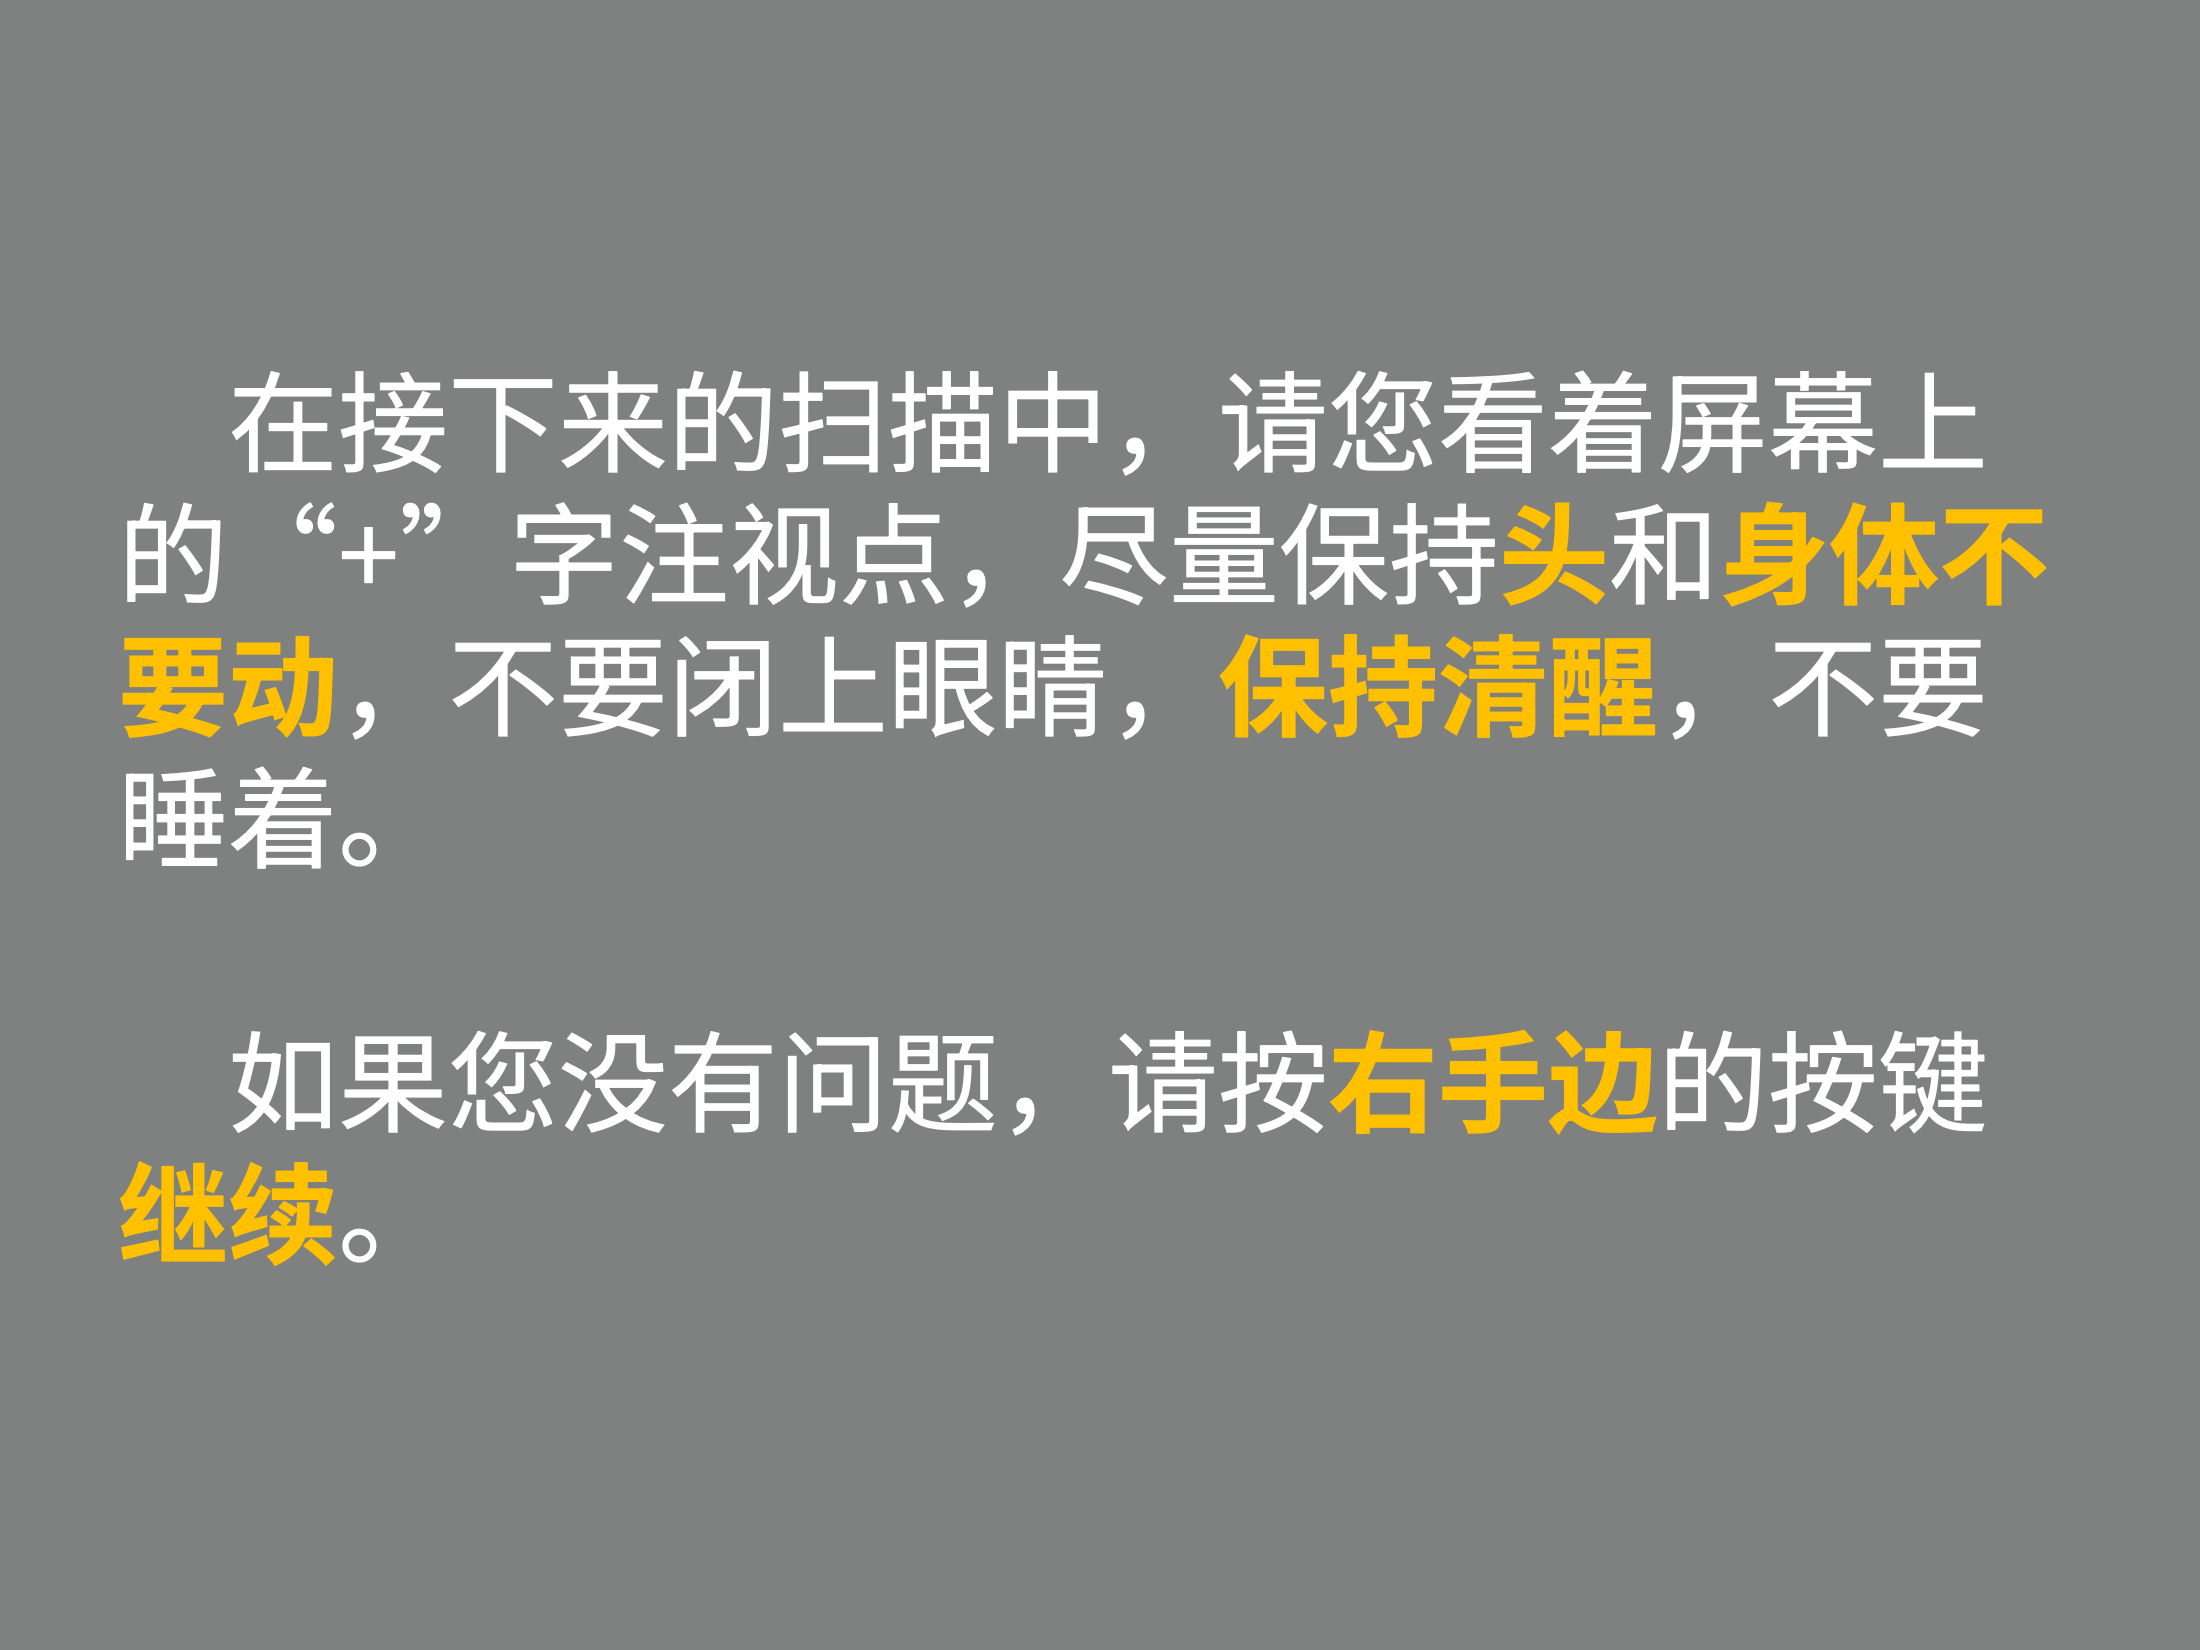 在接下来的扫描中，请您看着屏幕上
的“+”字注视点，尽量保持头和身体不
要动，不要闭上眼睛，保持清醒，不要
睡着。
如果您没有问题，请按右手边的按键
继续。